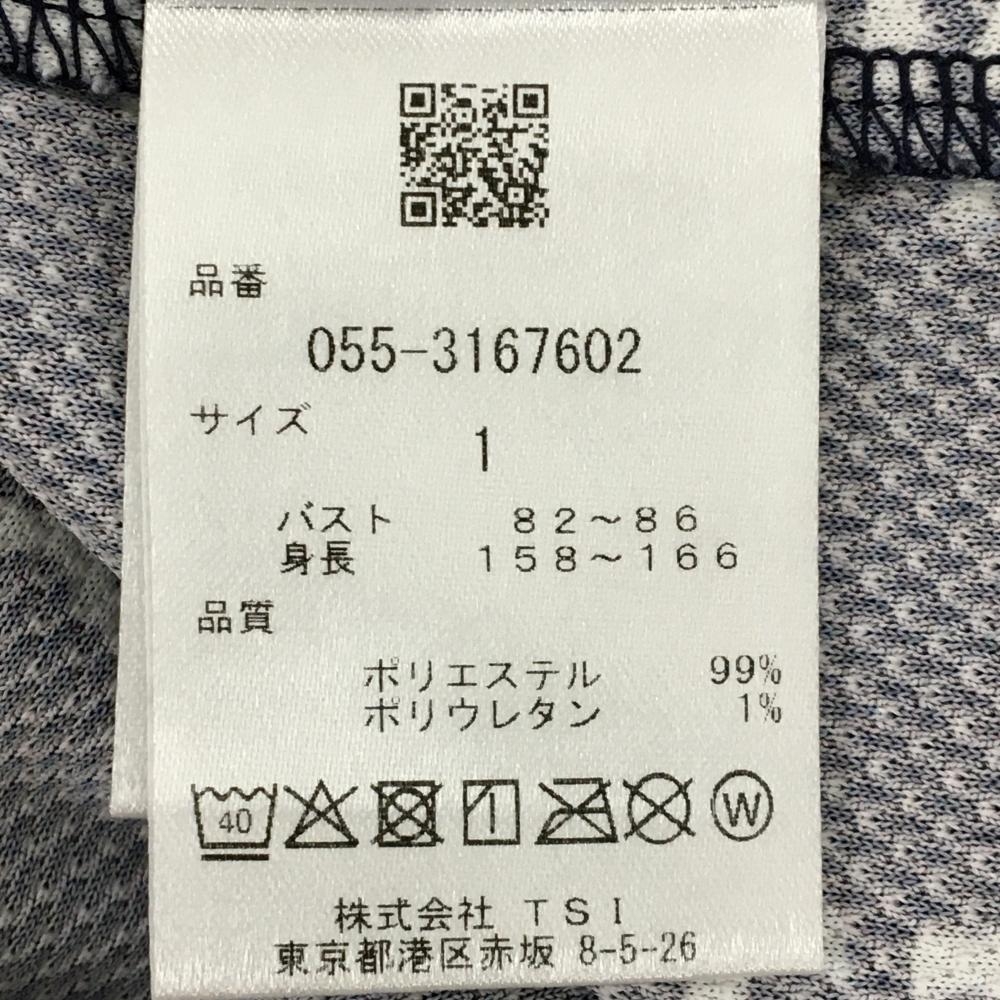 品番
055-3167602
サイズ
1
バスト 82～86
身長 158～166
品質
ポリエステル 99%
ポリウレタン 1%
40 W
株式会社 TSI
東京都港区赤坂 8-5-26